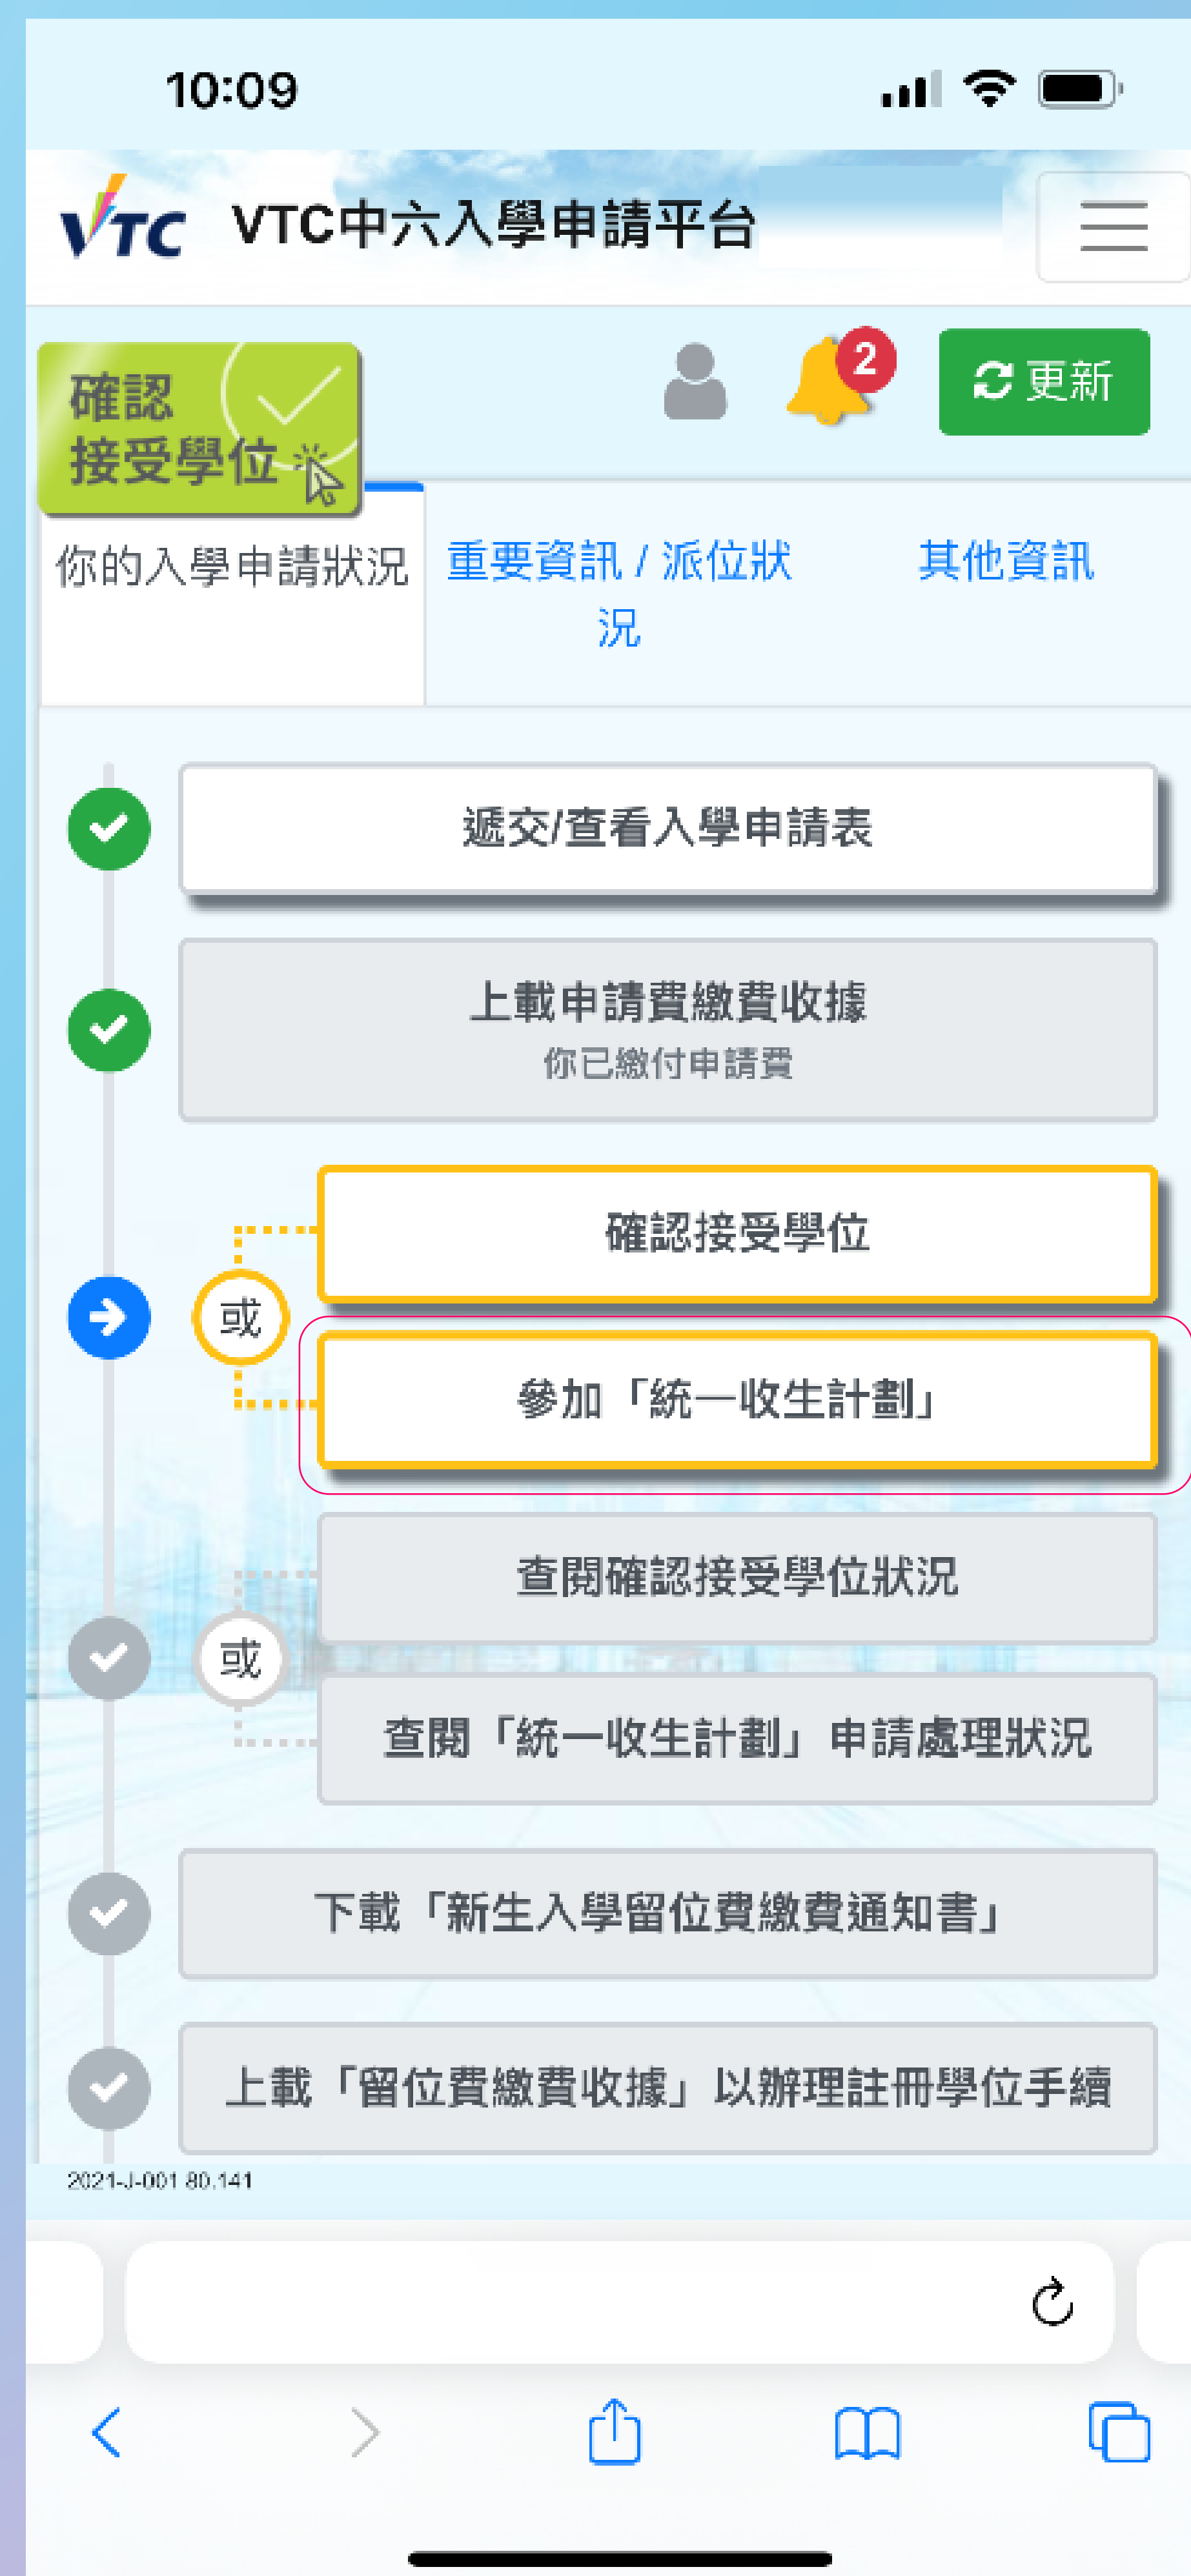 10:09
VTC VTC中六入學申請平台
確認
接受學位
2
更新
你的入學申請狀況
重要資訊 / 派位狀
況
其他資訊
遞交/查看入學申請表
上載申請費繳費收據
你已繳付申請費
確認接受學位
或
參加「統一收生計劃」
查閱確認接受學位狀況
或
查閱「統一收生計劃」申請處理狀況
下載「新生入學留位費繳費通知書」
上載「留位費繳費收據」以辦理註冊學位手續
2021-J-001 80.141